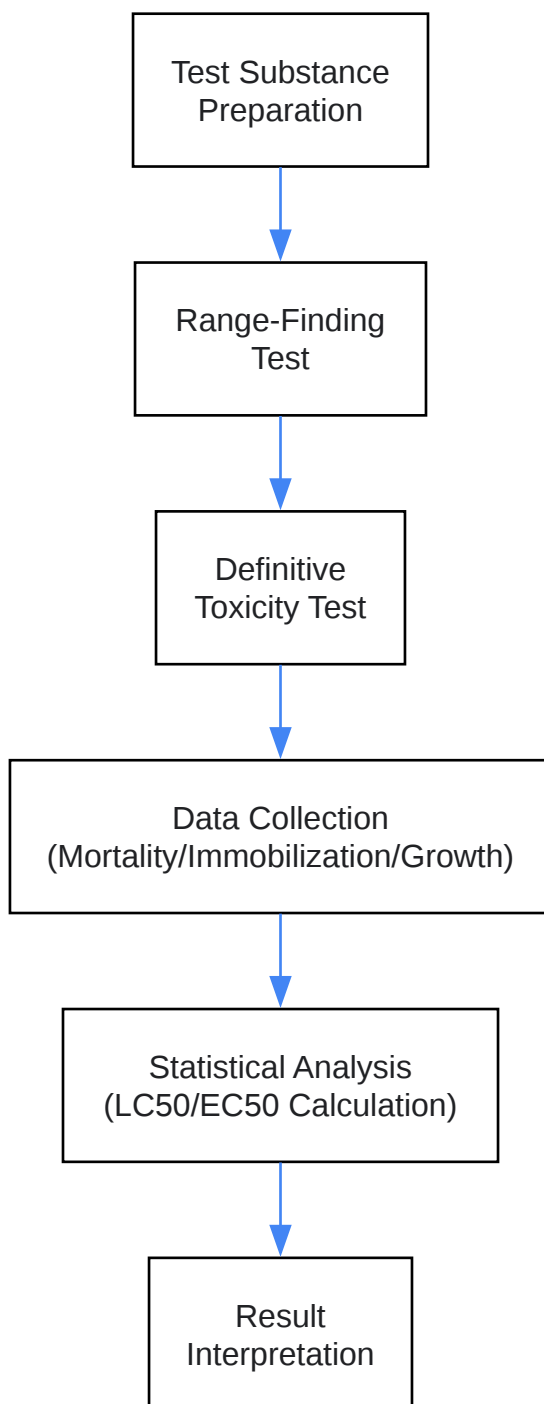 Test Substance
Preparation
Range-Finding
Test
Definitive
Toxicity Test
Data Collection
(Mortality/Immobilization/Growth)
Statistical Analysis
(LC50/EC50 Calculation)
Result
Interpretation